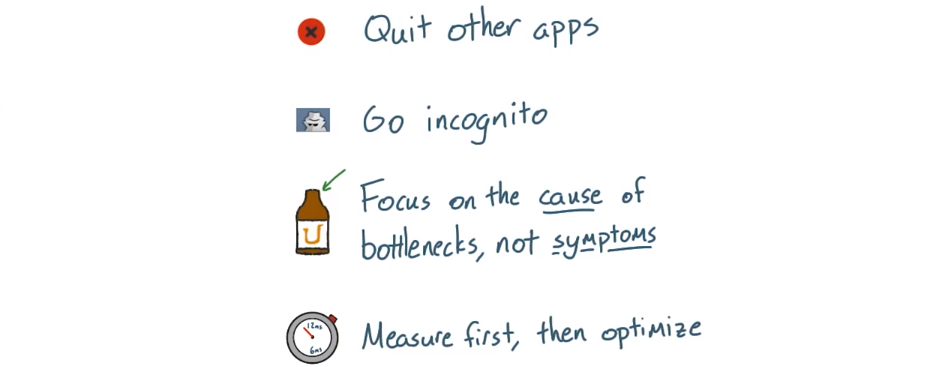 Quit other apps
Go incognito
U
Focus on the cause of
bottlenecks, not symptoms
12ms
6ms
Measure first, then optimize